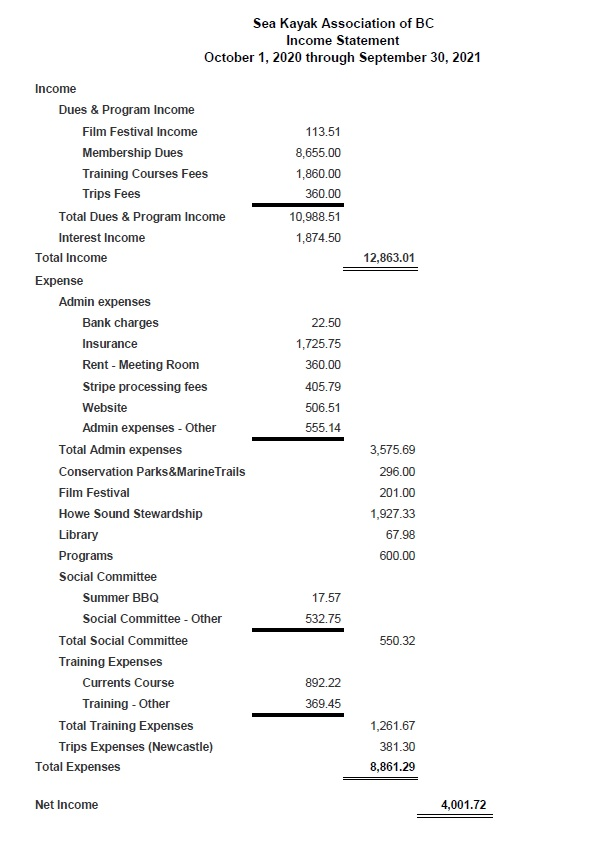 Sea Kayak Association of BC
Income Statement
October 1, 2020 through September 30, 2021
Income
Dues & Program Income
Film Festival Income 113.51
Membership Dues 8,655.00
Training Courses Fees 1,860.00
Trips Fees 360.00
Total Dues & Program Income 10,988.51
Interest Income 1,874.50
Total Income 12,863.01
Expense
Admin expenses
Bank charges 22.50
Insurance 1,725.75
Rent - Meeting Room 360.00
Stripe processing fees 405.79
Website 506.51
Admin expenses - Other 555.14
Total Admin expenses 3,575.69
Conservation Parks&MarineTrails 296.00
Film Festival 201.00
Howe Sound Stewardship 1,927.33
Library 67.98
Programs 600.00
Social Committee
Summer BBQ 17.57
Social Committee - Other 532.75
Total Social Committee 550.32
Training Expenses
Currents Course 892.22
Training - Other 369.45
Total Training Expenses 1,261.67
Trips Expenses (Newcastle) 381.30
Total Expenses 8,861.29
Net Income 4,001.72